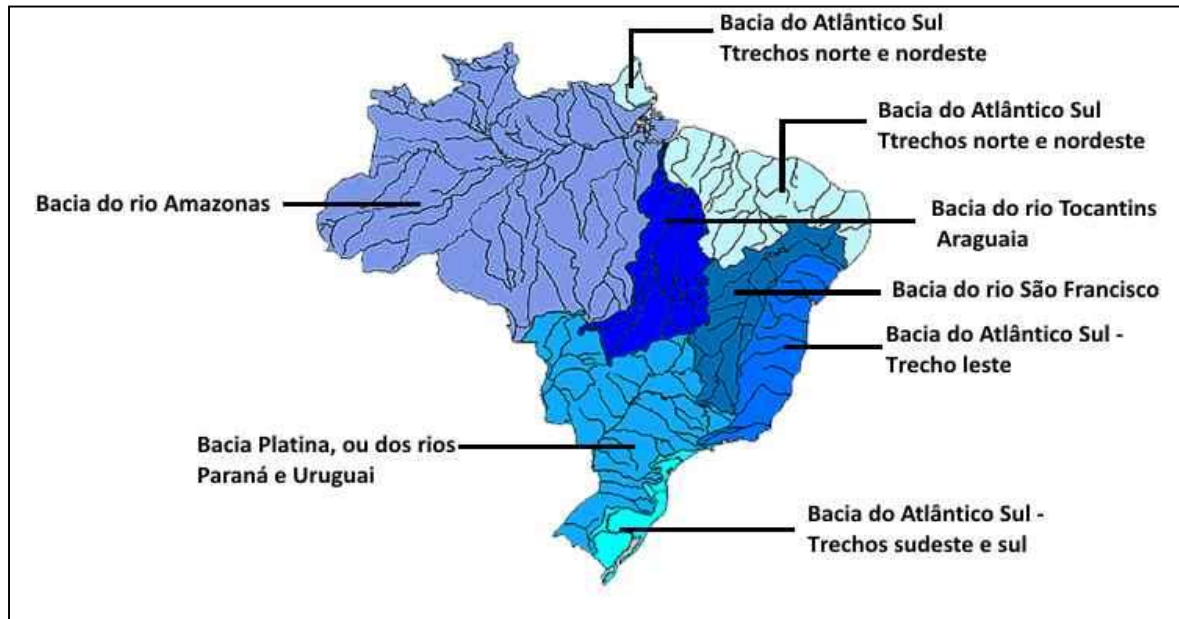 Bacia do Atlântico Sul
Ttrechos norte e nordeste
Bacia do Atlântico Sul
Ttrechos norte e nordeste
Bacia do rio Amazonas
Bacia do rio Tocantins
Araguaia
Bacia do rio São Francisco
Bacia do Atlântico Sul -
Trecho leste
Bacia Platina, ou dos rios
Paraná e Uruguai
Bacia do Atlântico Sul -
Trechos sudeste e sul